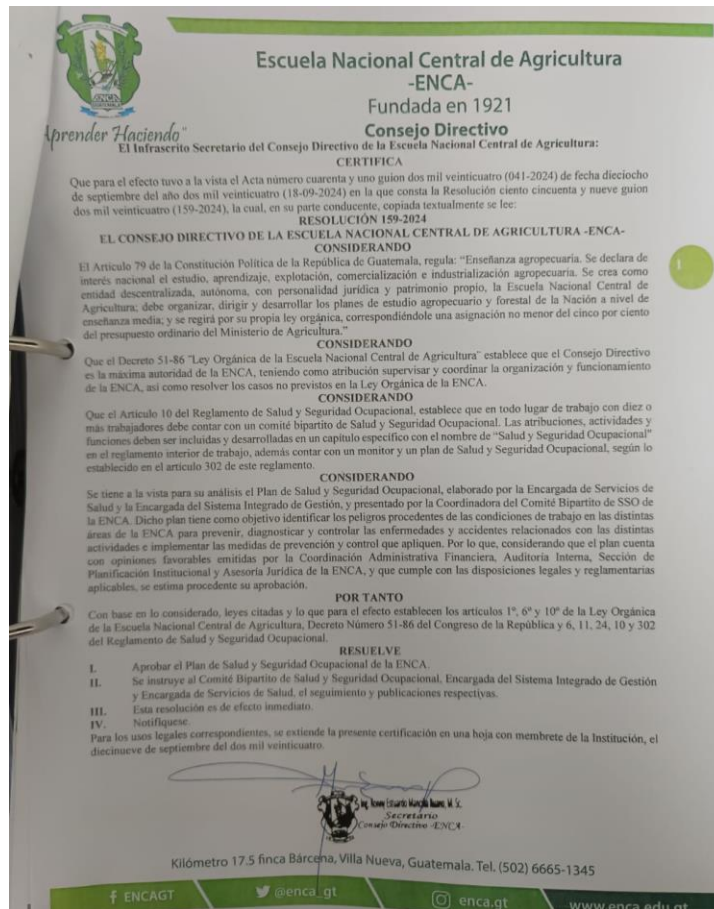 ENCA
Escuela Nacional Central de Agricultura
-ENCA-
Fundada en 1921
Consejo Directivo
Aprender Haciendo"
El Infrascrito Secretario del Consejo Directivo de la Escuela Nacional Central de Agricultura:
CERTIFICA
Que para el efecto tuvo a la vista el Acta número cuarenta y uno guion dos mil veinticuatro (041-2024) de fecha dieciocho
de septiembre del año dos mil veinticuatro (18-09-2024) en la que consta la Resolución ciento cincuenta y nueve guion
dos mil veinticuatro (159-2024), la cual, en su parte conducente, copiada textualmente se lee:
RESOLUCIÓN 159-2024
EL CONSEJO DIRECTIVO DE LA ESCUELA NACIONAL CENTRAL DE AGRICULTURA -ENCA-
CONSIDERANDO
El Artículo 79 de la Constitución Política de la República de Guatemala, regula: “Enseñanza agropecuaria. Se declara de
interés nacional el estudio, aprendizaje, explotación, comercialización e industrialización agropecuaria. Se crea como
entidad descentralizada, autónoma, con personalidad jurídica y patrimonio propio, la Escuela Nacional Central de
Agricultura; debe organizar, dirigir y desarrollar los planes de estudio agropecuario y forestal de la Nación a nivel de
enseñanza media; y se regirá por su propia ley orgánica, correspondiéndole una asignación no menor del cinco por ciento
del presupuesto ordinario del Ministerio de Agricultura.”
1
CONSIDERANDO
Que el Decreto 51-86 “Ley Orgánica de la Escuela Nacional Central de Agricultura” establece que el Consejo Directivo
es la máxima autoridad de la ENCA, teniendo como atribución supervisar y coordinar la organización y funcionamiento
de la ENCA, así como resolver los casos no previstos en la Ley Orgánica de la ENCA.
CONSIDERANDO
Que el Artículo 10 del Reglamento de Salud y Seguridad Ocupacional, establece que en todo lugar de trabajo con diez o
más trabajadores debe contar con un comité bipartito de Salud y Seguridad Ocupacional. Las atribuciones, actividades y
funciones deben ser incluidas y desarrolladas en un capítulo específico con el nombre de “Salud y Seguridad Ocupacional”
en el reglamento interior de trabajo, además contar con un monitor y un plan de Salud y Seguridad Ocupacional, según lo
establecido en el artículo 302 de este reglamento.
CONSIDERANDO
Se tiene a la vista para su análisis el Plan de Salud y Seguridad Ocupacional, elaborado por la Encargada de Servicios de
Salud y la Encargada del Sistema Integrado de Gestión, y presentado por la Coordinadora del Comité Bipartito de SSO de
la ENCA. Dicho plan tiene como objetivo identificar los peligros procedentes de las condiciones de trabajo en las distintas
áreas de la ENCA para prevenir, diagnosticar y controlar las enfermedades y accidentes relacionados con las distintas
actividades e implementar las medidas de prevención y control que apliquen. Por lo que, considerando que el plan cuenta
con opiniones favorables emitidas por la Coordinación Administrativa Financiera, Auditoria Interna, Sección de
Planificación Institucional y Asesoría Jurídica de la ENCA, y que cumple con las disposiciones legales y reglamentarias
aplicables, se estima procedente su aprobación.
POR TANTO
Con base en lo considerado, leyes citadas y lo que para el efecto establecen los artículos 1º, 6º y 10º de la Ley Orgánica
de la Escuela Nacional Central de Agricultura, Decreto Número 51-86 del Congreso de la República y 6, 11, 24, 10 y 302
del Reglamento de Salud y Seguridad Ocupacional.
RESUELVE
I. Aprobar el Plan de Salud y Seguridad Ocupacional de la ENCA.
II. Se instruye al Comité Bipartito de Salud y Seguridad Ocupacional, Encargada del Sistema Integrado de Gestión
y Encargada de Servicios de Salud, el seguimiento y publicaciones respectivas.
III. Esta resolución es de efecto inmediato.
IV. Notifíquese.
Para los usos legales correspondientes, se extiende la presente certificación en una hoja con membrete de la Institución, el
diecinueve de septiembre del dos mil veinticuatro.
Secretario
Consejo Directivo -ENCA-
Kilómetro 17.5 finca Bárcena, Villa Nueva, Guatemala. Tel. (502) 6665-1345
ENCAGT
@enca_gt
enca.gt
www.enca.edu.gt